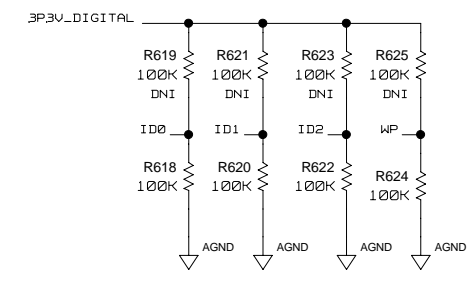 3P3V_DIGITAL
R619 R621 R623 R625
100K 100K 100K 100K
DNI DNI DNI DNI
ID0 ID1 ID2 WP
R618 R620 R622 R624
100K 100K 100K 100K
AGND AGND AGND AGND